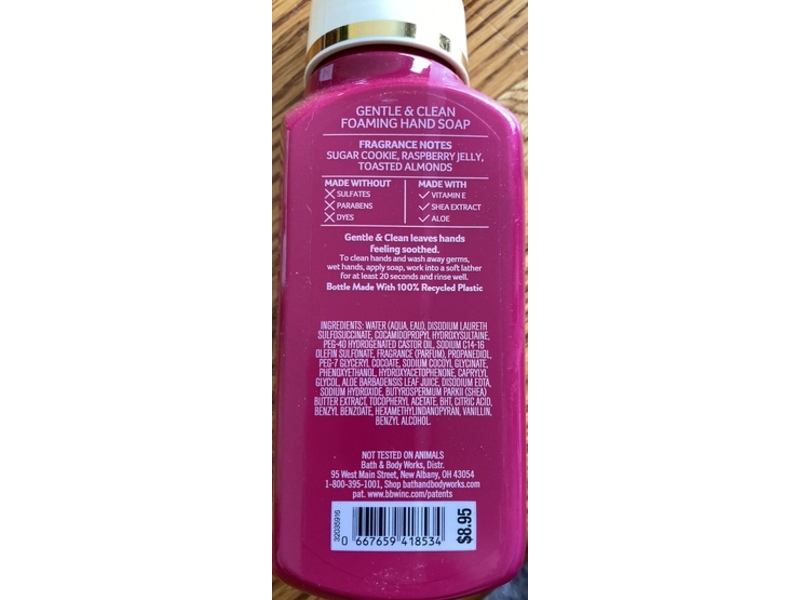 GENTLE & CLEAN
FOAMING HAND SOAP
FRAGRANCE NOTES
SUGAR COOKIE, RASPBERRY JELLY,
TOASTED ALMONDS
MADE WITHOUT
SULFATES
PARABENS
DYES
MADE WITH
VITAMIN E
SHEA EXTRACT
ALOE
Gentle & Clean leaves hands
feeling soothed.
To clean hands and wash away germs,
wet hands, apply soap, work into a soft lather
for at least 20 seconds and rinse well.
Bottle Made With 100% Recycled Plastic
INGREDIENTS: WATER (AQUA, EAU), DISODIUM LAURETH
SULFOSUCCINATE, COCAMIDOPROPYL HYDROXYSULTAINE,
PEG-40 HYDROGENATED CASTOR OIL, SODIUM C14-16
OLEFIN SULFONATE, FRAGRANCE (PARFUM), PROPANEDIOL,
PEG-7 GLYCERYL COCOATE, SODIUM COCOYL GLYCINATE,
PHENOXYETHANOL, HYDROXYACETOPHENONE, CAPRYLYL
GLYCOL, ALOE BARBADENSIS LEAF JUICE, DISODIUM EDTA,
SODIUM HYDROXIDE, BUTYROSPERMUM PARKII (SHEA)
BUTTER EXTRACT, TOCOPHERYL ACETATE, BHT, CITRIC ACID,
BENZYL BENZOATE, HEXAMETHYLINDANOPYRAN, VANILLIN,
BENZYL ALCOHOL.
NOT TESTED ON ANIMALS
Bath & Body Works, Distr.
95 West Main Street, New Albany, OH 43054
1-800-395-1001, Shop bathandbodyworks.com
pat. www.bbwinc.com/patents
32035916
0 667659 418534
$8.95